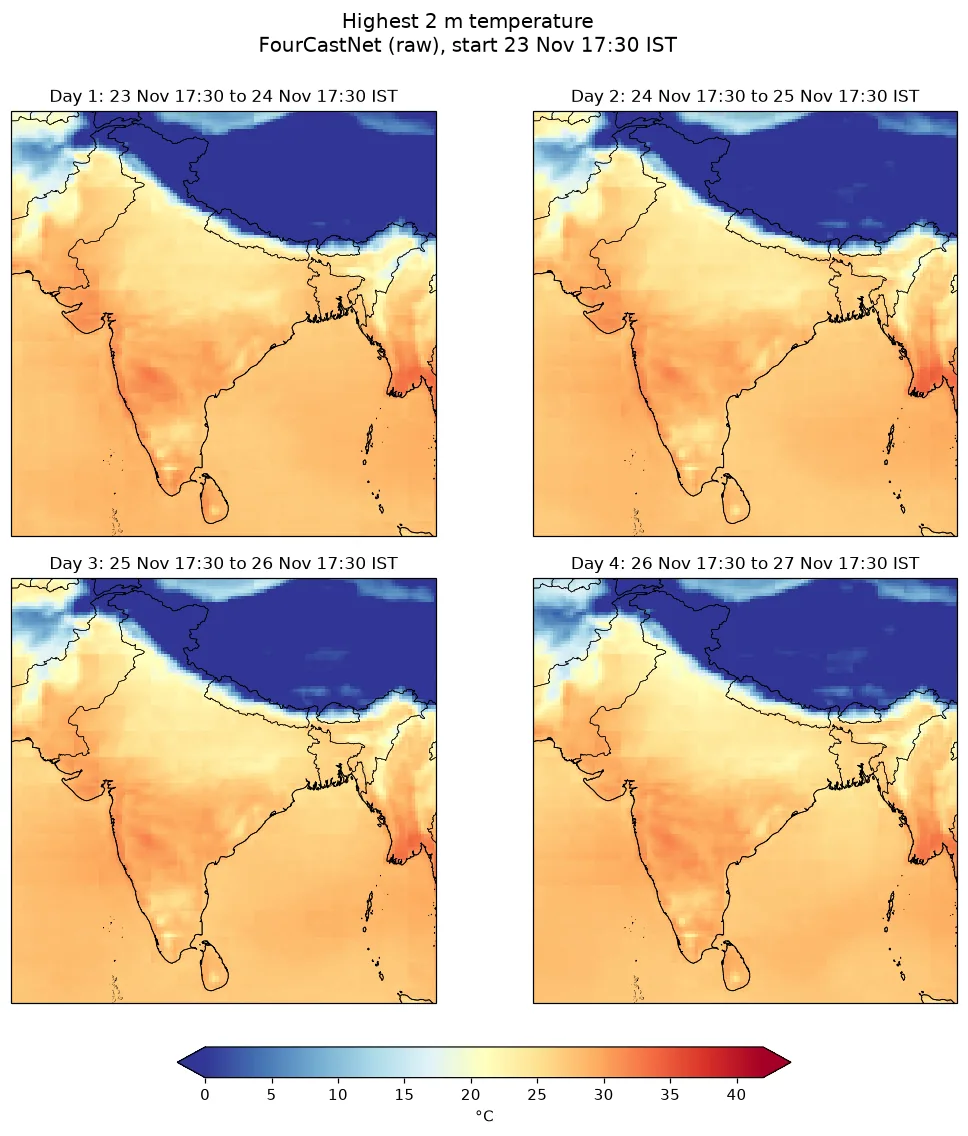 Highest 2 m temperature
FourCastNet (raw), start 23 Nov 17:30 IST
Day 1: 23 Nov 17:30 to 24 Nov 17:30 IST
Day 2: 24 Nov 17:30 to 25 Nov 17:30 IST
Day 3: 25 Nov 17:30 to 26 Nov 17:30 IST
Day 4: 26 Nov 17:30 to 27 Nov 17:30 IST
0 5 10 15 20 25 30 35 40
°C